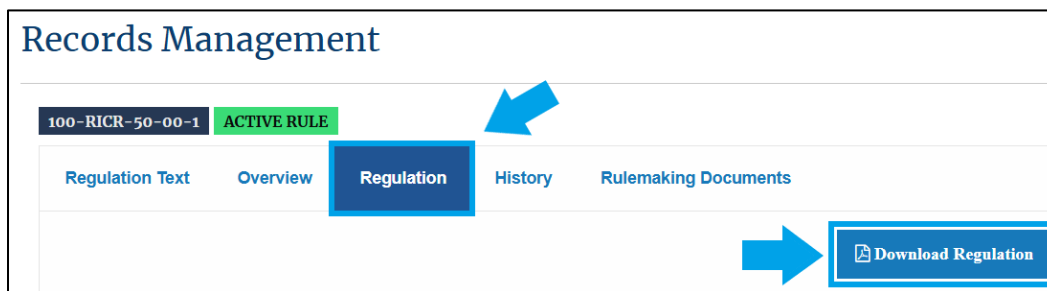 Records Management
100-RICR-50-00-1 ACTIVE RULE
Regulation Text Overview Regulation History Rulemaking Documents
Download Regulation